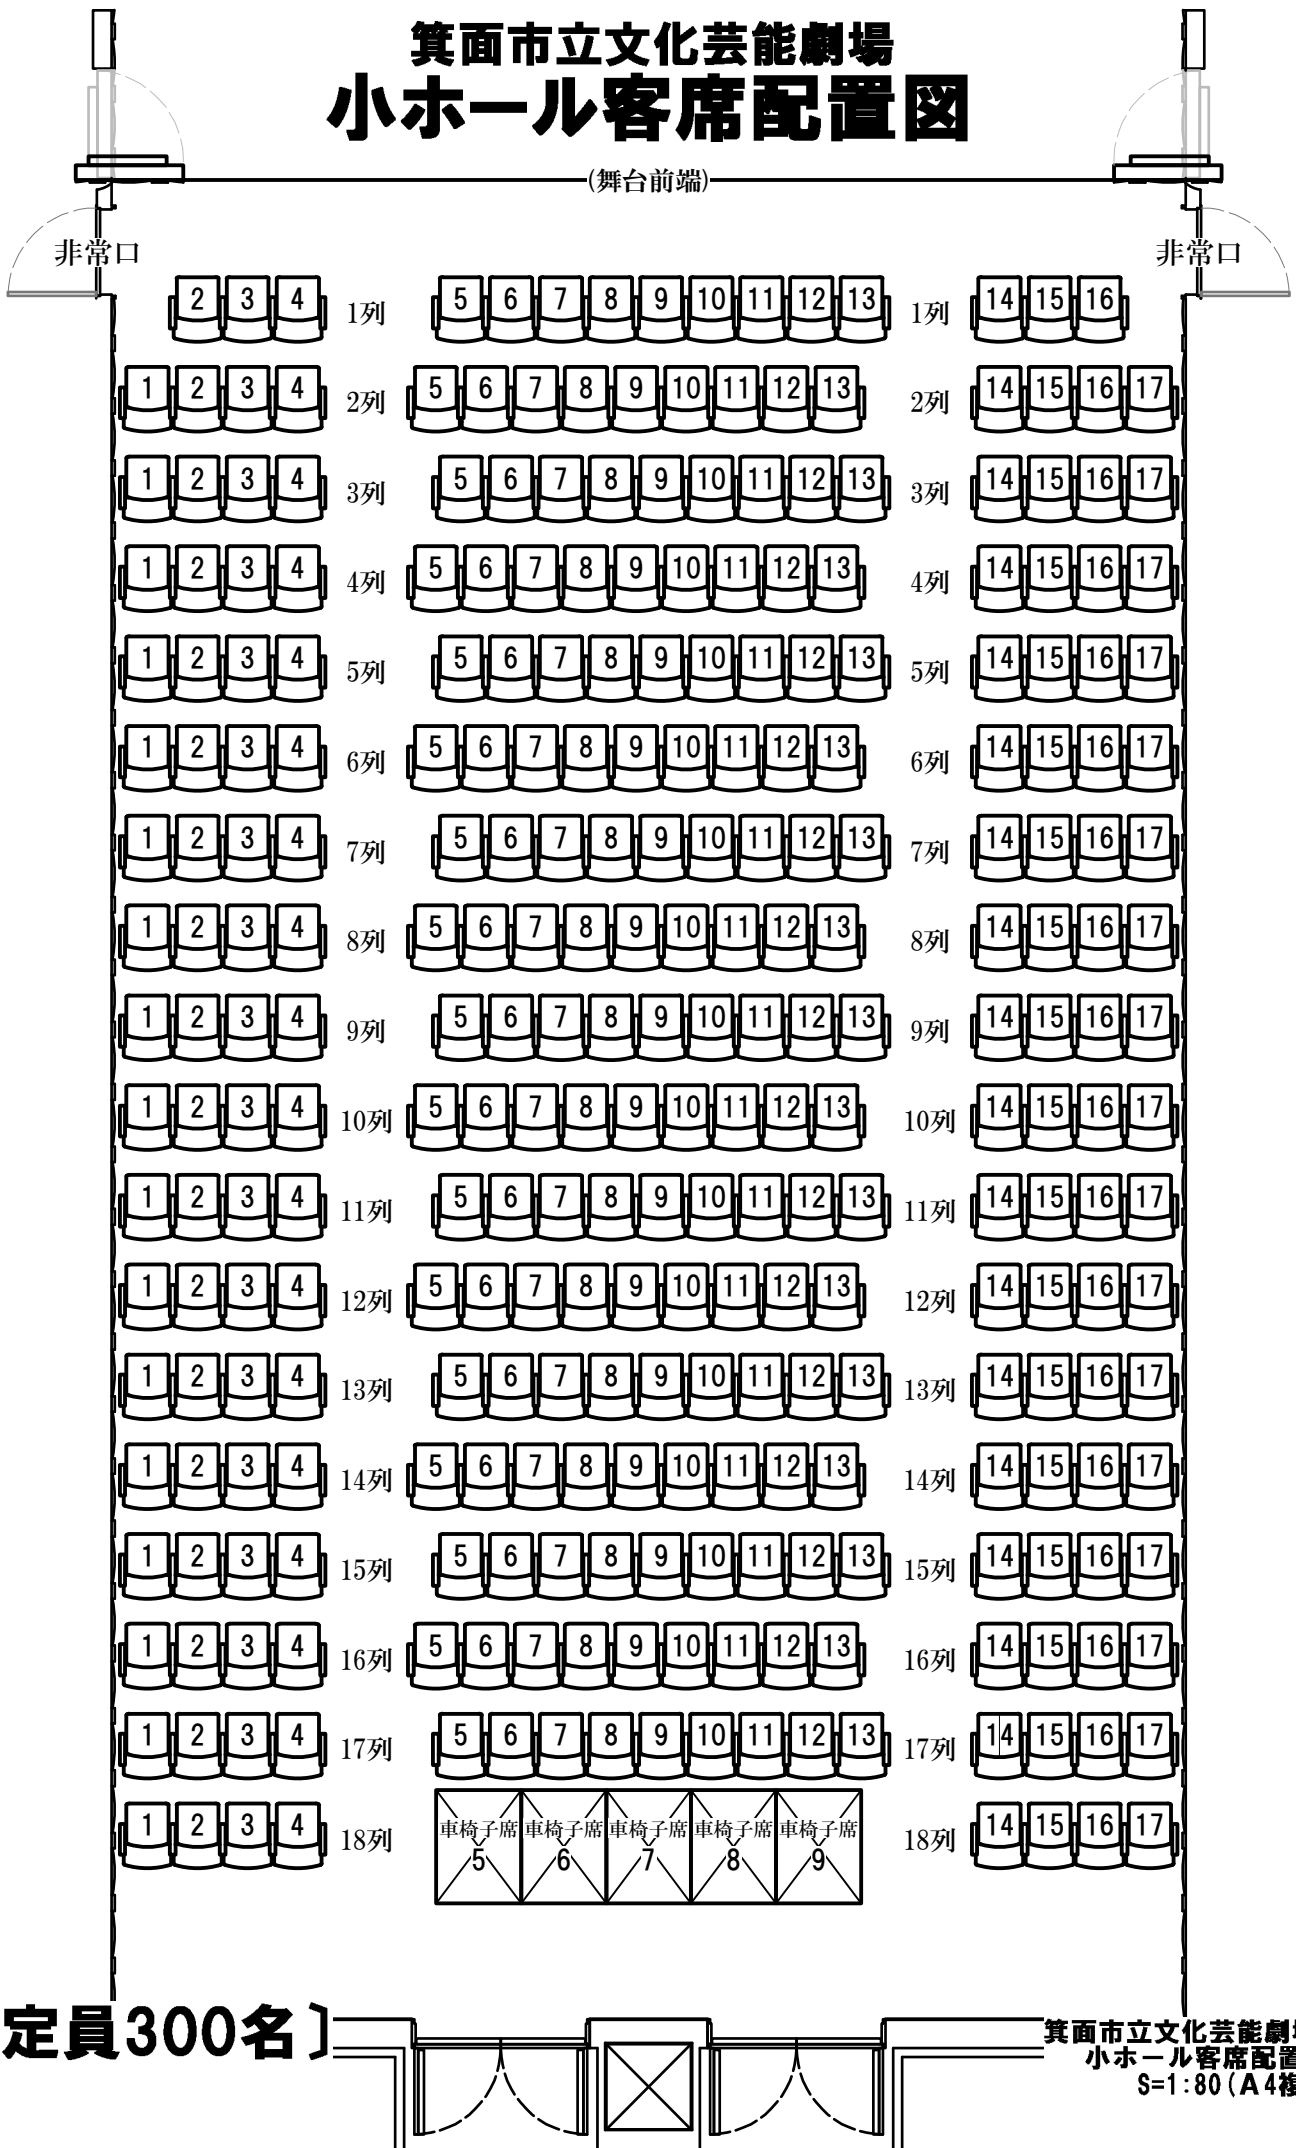 箕面市立文化芸能劇場
小ホール客席配置図
(舞台前端)
非常口 非常口
2 3 4 1列 5 6 7 8 9 10 11 12 13 1列 14 15 16
1 2 3 4 2列 5 6 7 8 9 10 11 12 13 2列 14 15 16 17
1 2 3 4 3列 5 6 7 8 9 10 11 12 13 3列 14 15 16 17
1 2 3 4 4列 5 6 7 8 9 10 11 12 13 4列 14 15 16 17
1 2 3 4 5列 5 6 7 8 9 10 11 12 13 5列 14 15 16 17
1 2 3 4 6列 5 6 7 8 9 10 11 12 13 6列 14 15 16 17
1 2 3 4 7列 5 6 7 8 9 10 11 12 13 7列 14 15 16 17
1 2 3 4 8列 5 6 7 8 9 10 11 12 13 8列 14 15 16 17
1 2 3 4 9列 5 6 7 8 9 10 11 12 13 9列 14 15 16 17
1 2 3 4 10列 5 6 7 8 9 10 11 12 13 10列 14 15 16 17
1 2 3 4 11列 5 6 7 8 9 10 11 12 13 11列 14 15 16 17
1 2 3 4 12列 5 6 7 8 9 10 11 12 13 12列 14 15 16 17
1 2 3 4 13列 5 6 7 8 9 10 11 12 13 13列 14 15 16 17
1 2 3 4 14列 5 6 7 8 9 10 11 12 13 14列 14 15 16 17
1 2 3 4 15列 5 6 7 8 9 10 11 12 13 15列 14 15 16 17
1 2 3 4 16列 5 6 7 8 9 10 11 12 13 16列 14 15 16 17
1 2 3 4 17列 5 6 7 8 9 10 11 12 13 17列 14 15 16 17
1 2 3 4 18列 車椅子席 車椅子席 車椅子席 車椅子席 車椅子席 18列 14 15 16 17
5 6 7 8 9
定員300名〕
箕面市立文化芸能劇
小ホール客席配置
S=1:80(A4